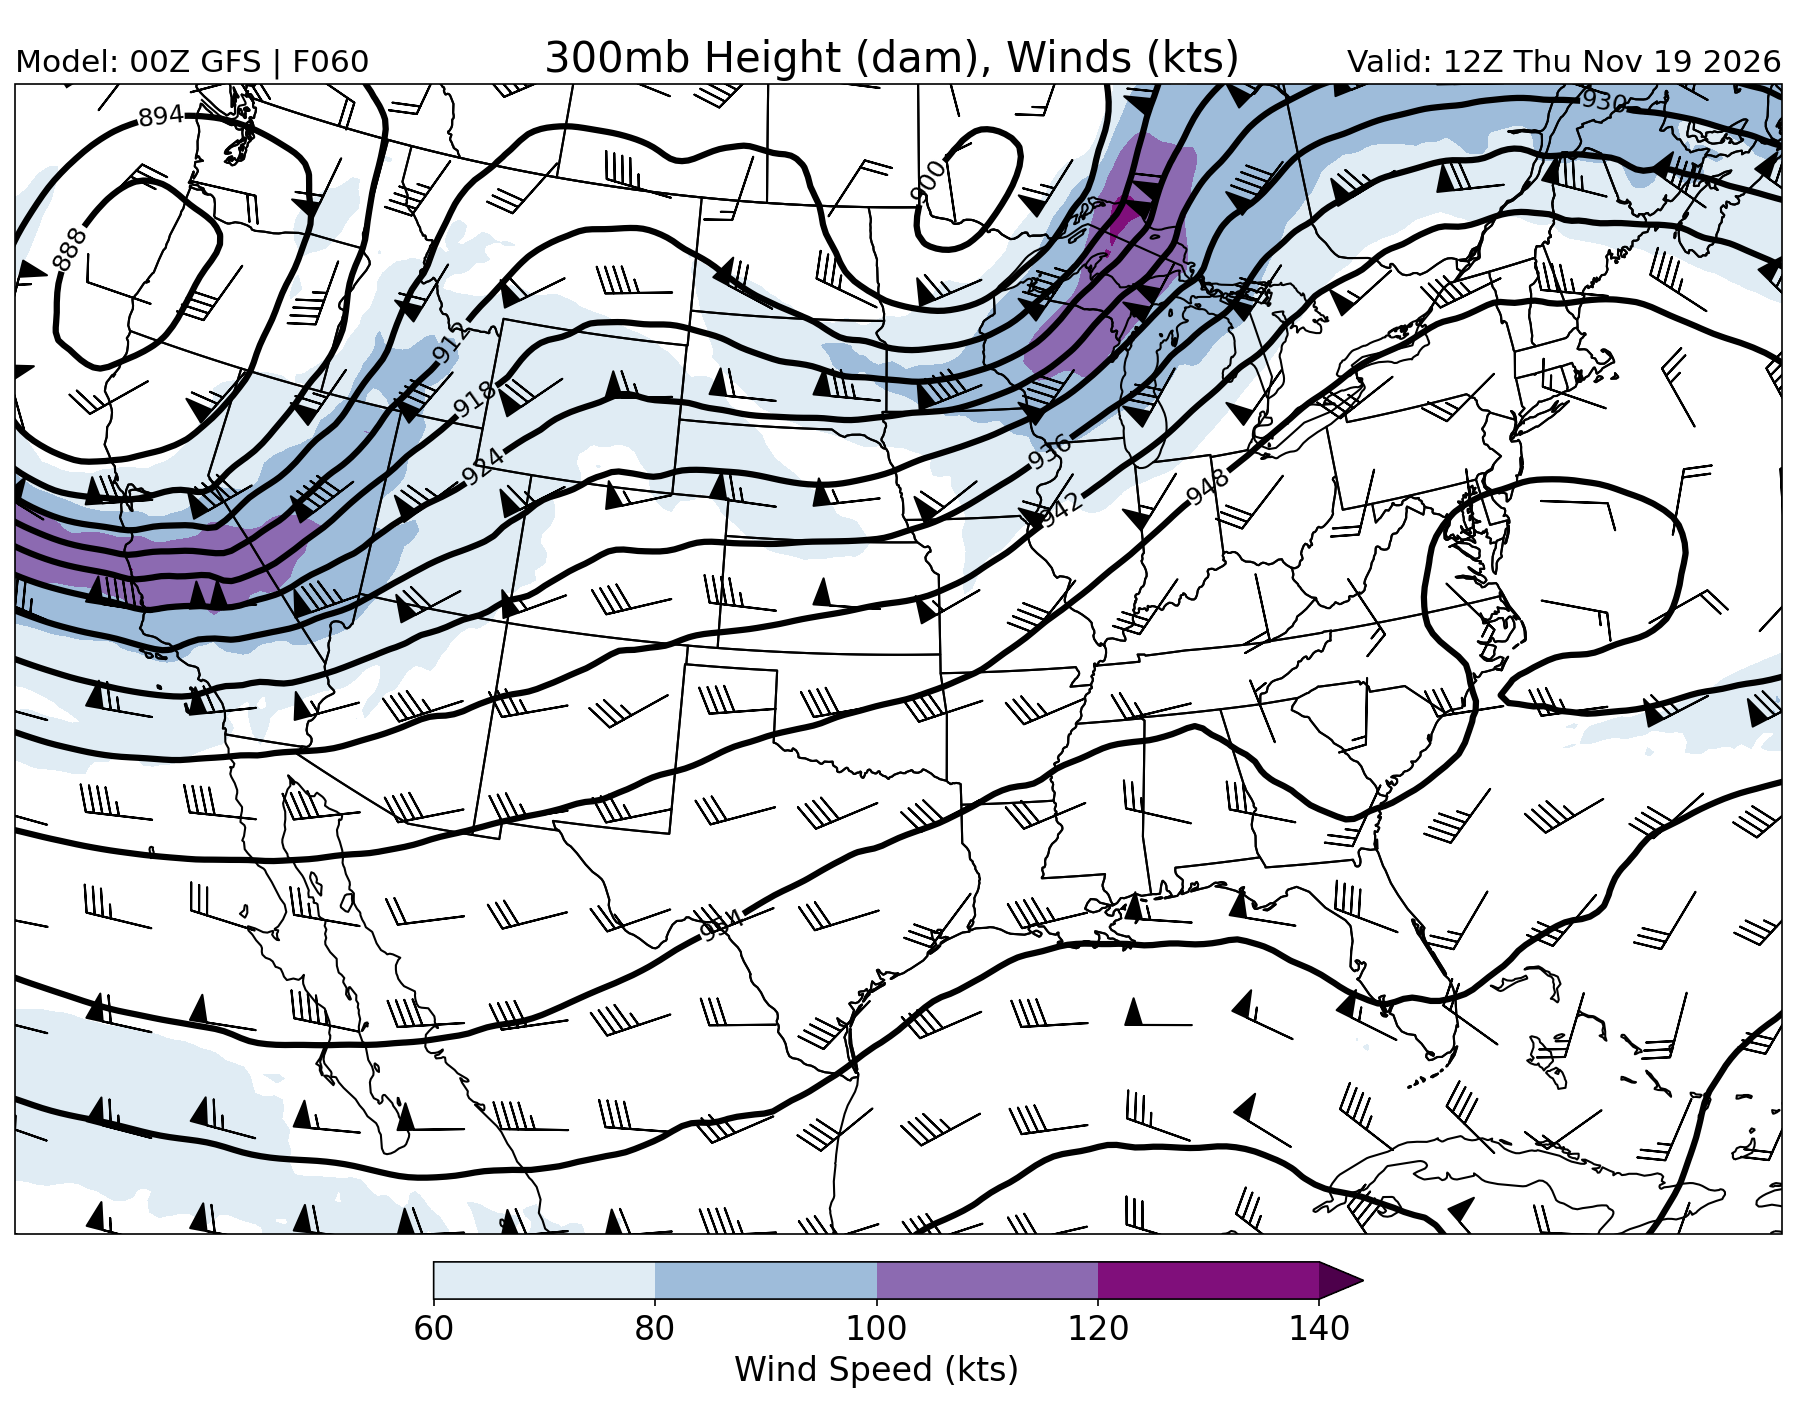 Model: 00Z GFS | F060
300mb Height (dam), Winds (kts)
Valid: 12Z Thu Nov 19 2026
894
930
900
888
912
918
924
936
948
942
954
60 80 100 120 140
Wind Speed (kts)